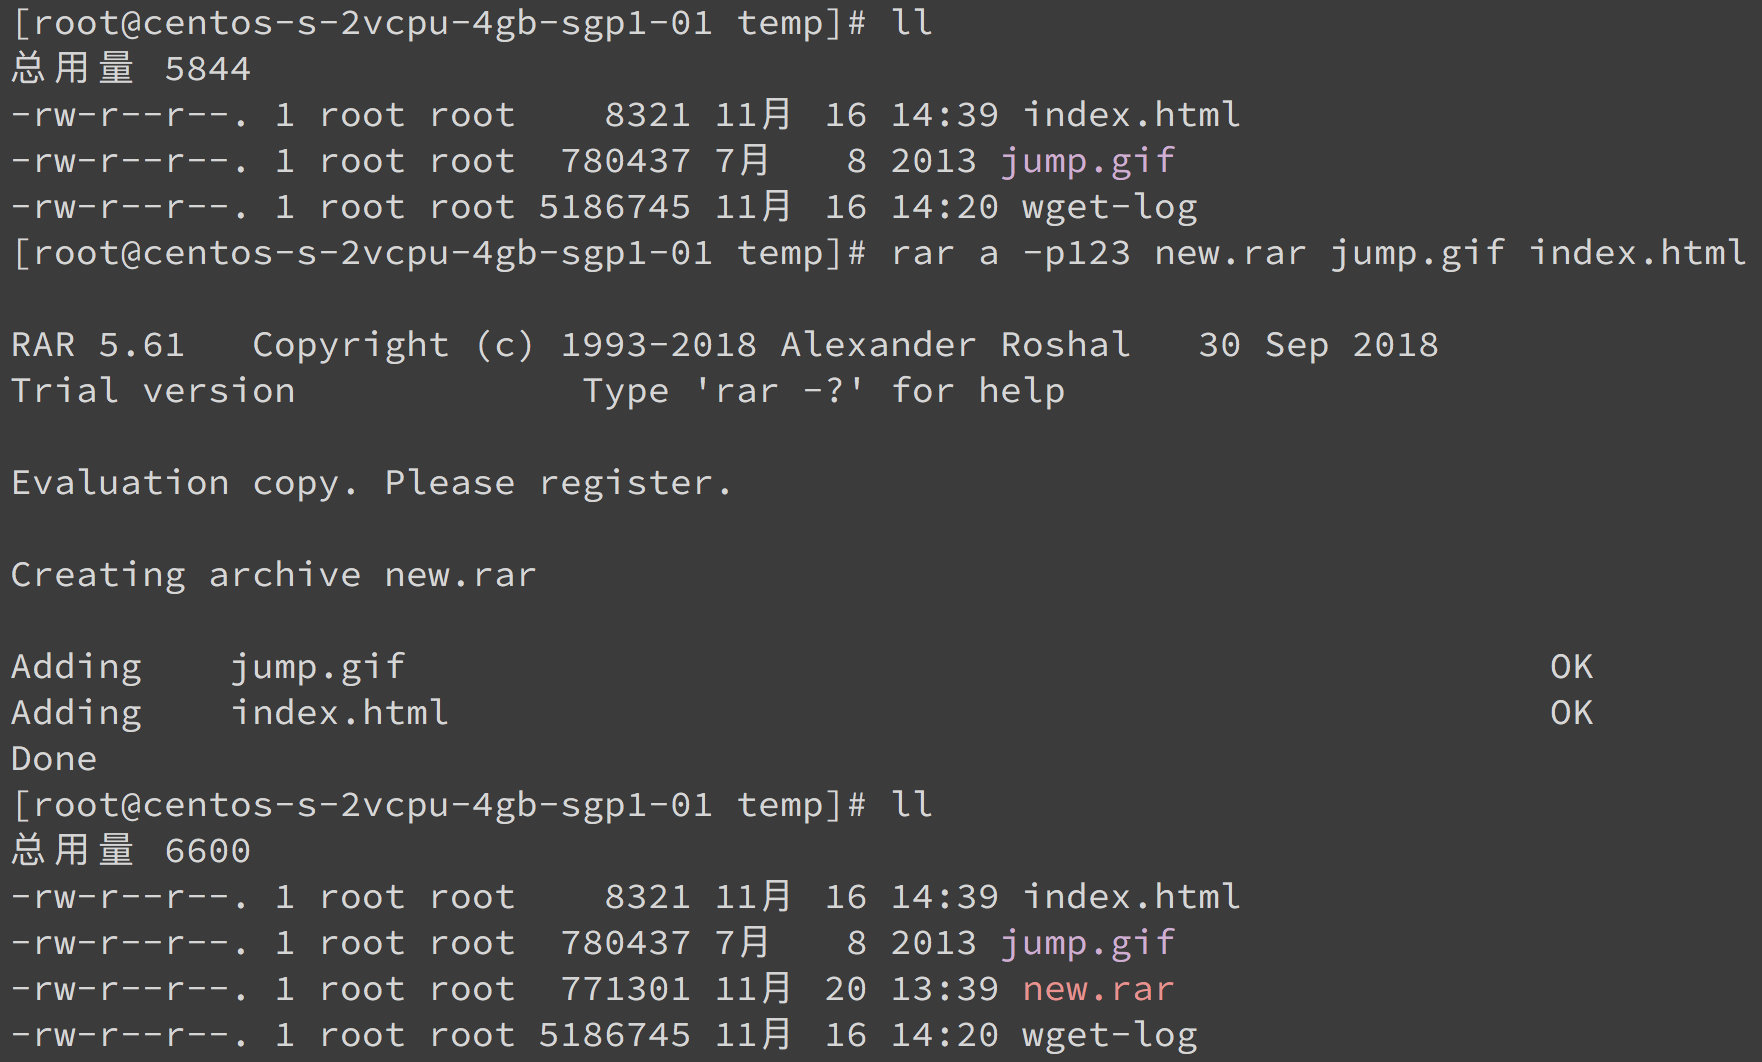 [root@centos-s-2vcpu-4gb-sgp1-01 temp]# ll
总用量 5844
-rw-r--r--. 1 root root    8321 11月  16 14:39 index.html
-rw-r--r--. 1 root root  780437 7月    8 2013 jump.gif
-rw-r--r--. 1 root root 5186745 11月  16 14:20 wget-log
[root@centos-s-2vcpu-4gb-sgp1-01 temp]# rar a -p123 new.rar jump.gif index.html
RAR 5.61   Copyright (c) 1993-2018 Alexander Roshal   30 Sep 2018
Trial version             Type 'rar -?' for help
Evaluation copy. Please register.
Creating archive new.rar
Adding    jump.gif                                                    OK
Adding    index.html                                                  OK
Done
[root@centos-s-2vcpu-4gb-sgp1-01 temp]# ll
总用量 6600
-rw-r--r--. 1 root root    8321 11月  16 14:39 index.html
-rw-r--r--. 1 root root  780437 7月    8 2013 jump.gif
-rw-r--r--. 1 root root  771301 11月  20 13:39 new.rar
-rw-r--r--. 1 root root 5186745 11月  16 14:20 wget-log